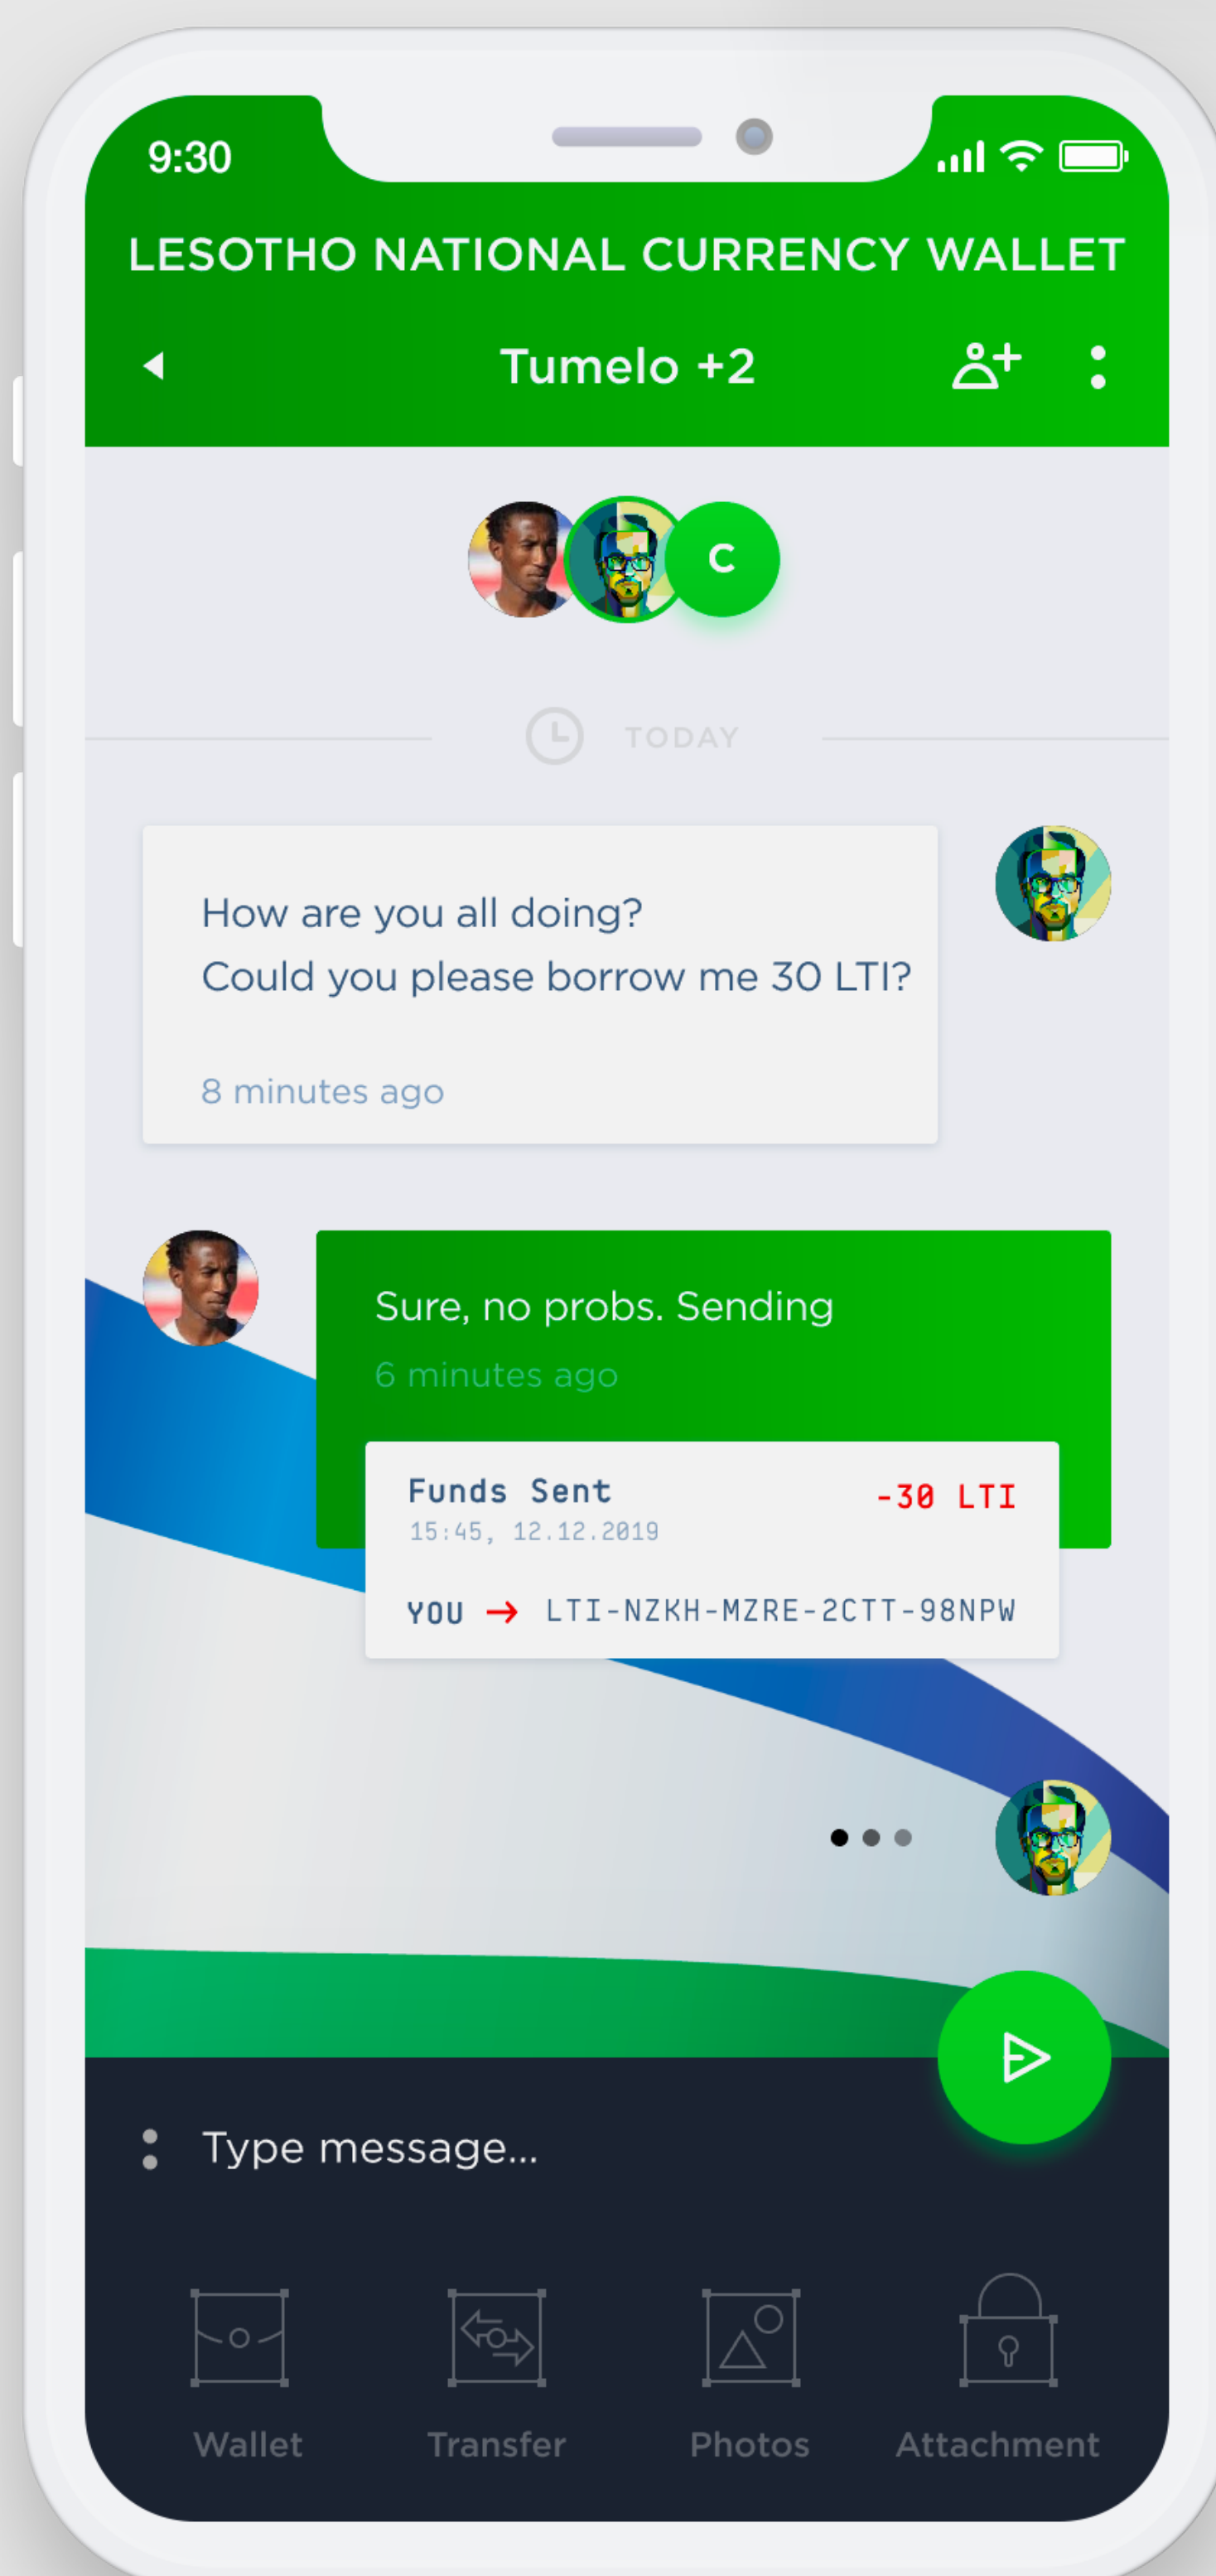 9:30
LESOTHO NATIONAL CURRENCY WALLET
Tumelo +2
C
TODAY
How are you all doing?
Could you please borrow me 30 LTI?
8 minutes ago
Sure, no probs. Sending
6 minutes ago
Funds Sent -30 LTI
15:45, 12.12.2019
YOU → LTI-NZKH-MZRE-2CTT-98NPW
Type message...
Wallet Transfer Photos Attachment